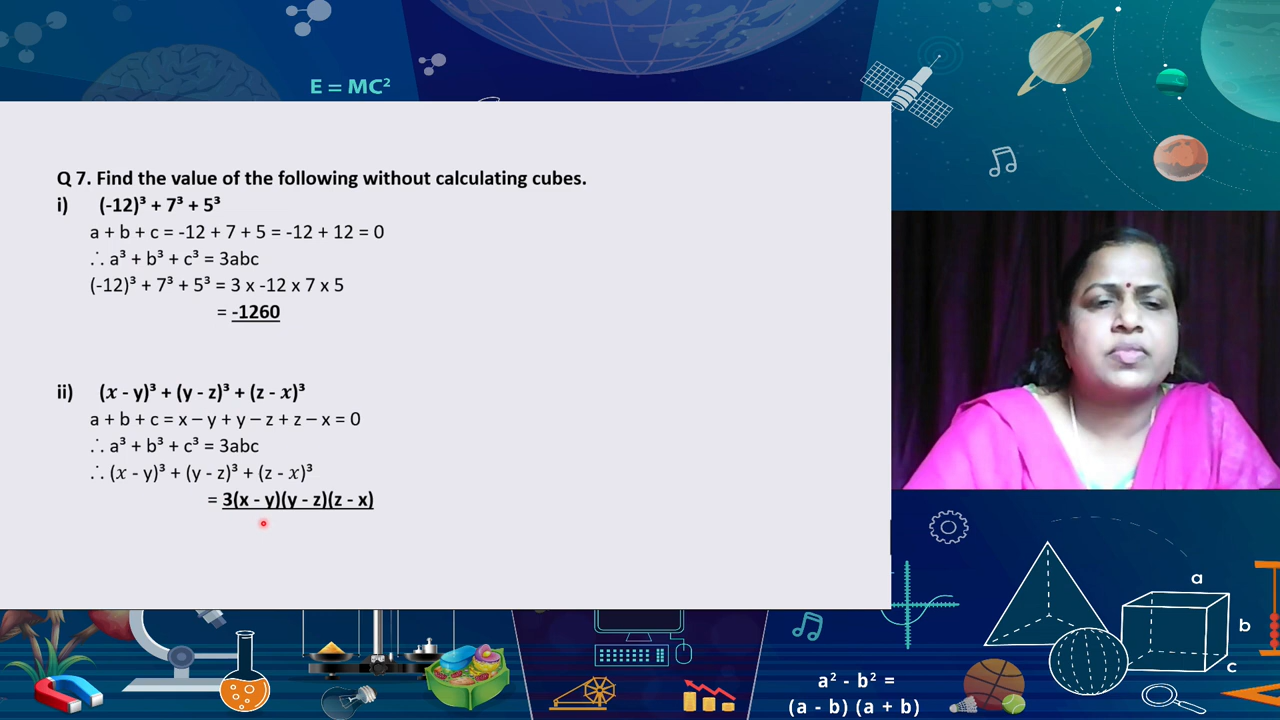 E = MC²
Q 7. Find the value of the following without calculating cubes.
i) (-12)³ + 7³ + 5³
a + b + c = -12 + 7 + 5 = -12 + 12 = 0
∴ a³ + b³ + c³ = 3abc
(-12)³ + 7³ + 5³ = 3 x -12 x 7 x 5
= -1260
ii) (x - y)³ + (y - z)³ + (z - x)³
a + b + c = x – y + y – z + z – x = 0
∴ a³ + b³ + c³ = 3abc
∴ (x - y)³ + (y - z)³ + (z - x)³
= 3(x - y)(y - z)(z - x)
a
b
c
a² - b² =
(a - b) (a + b)